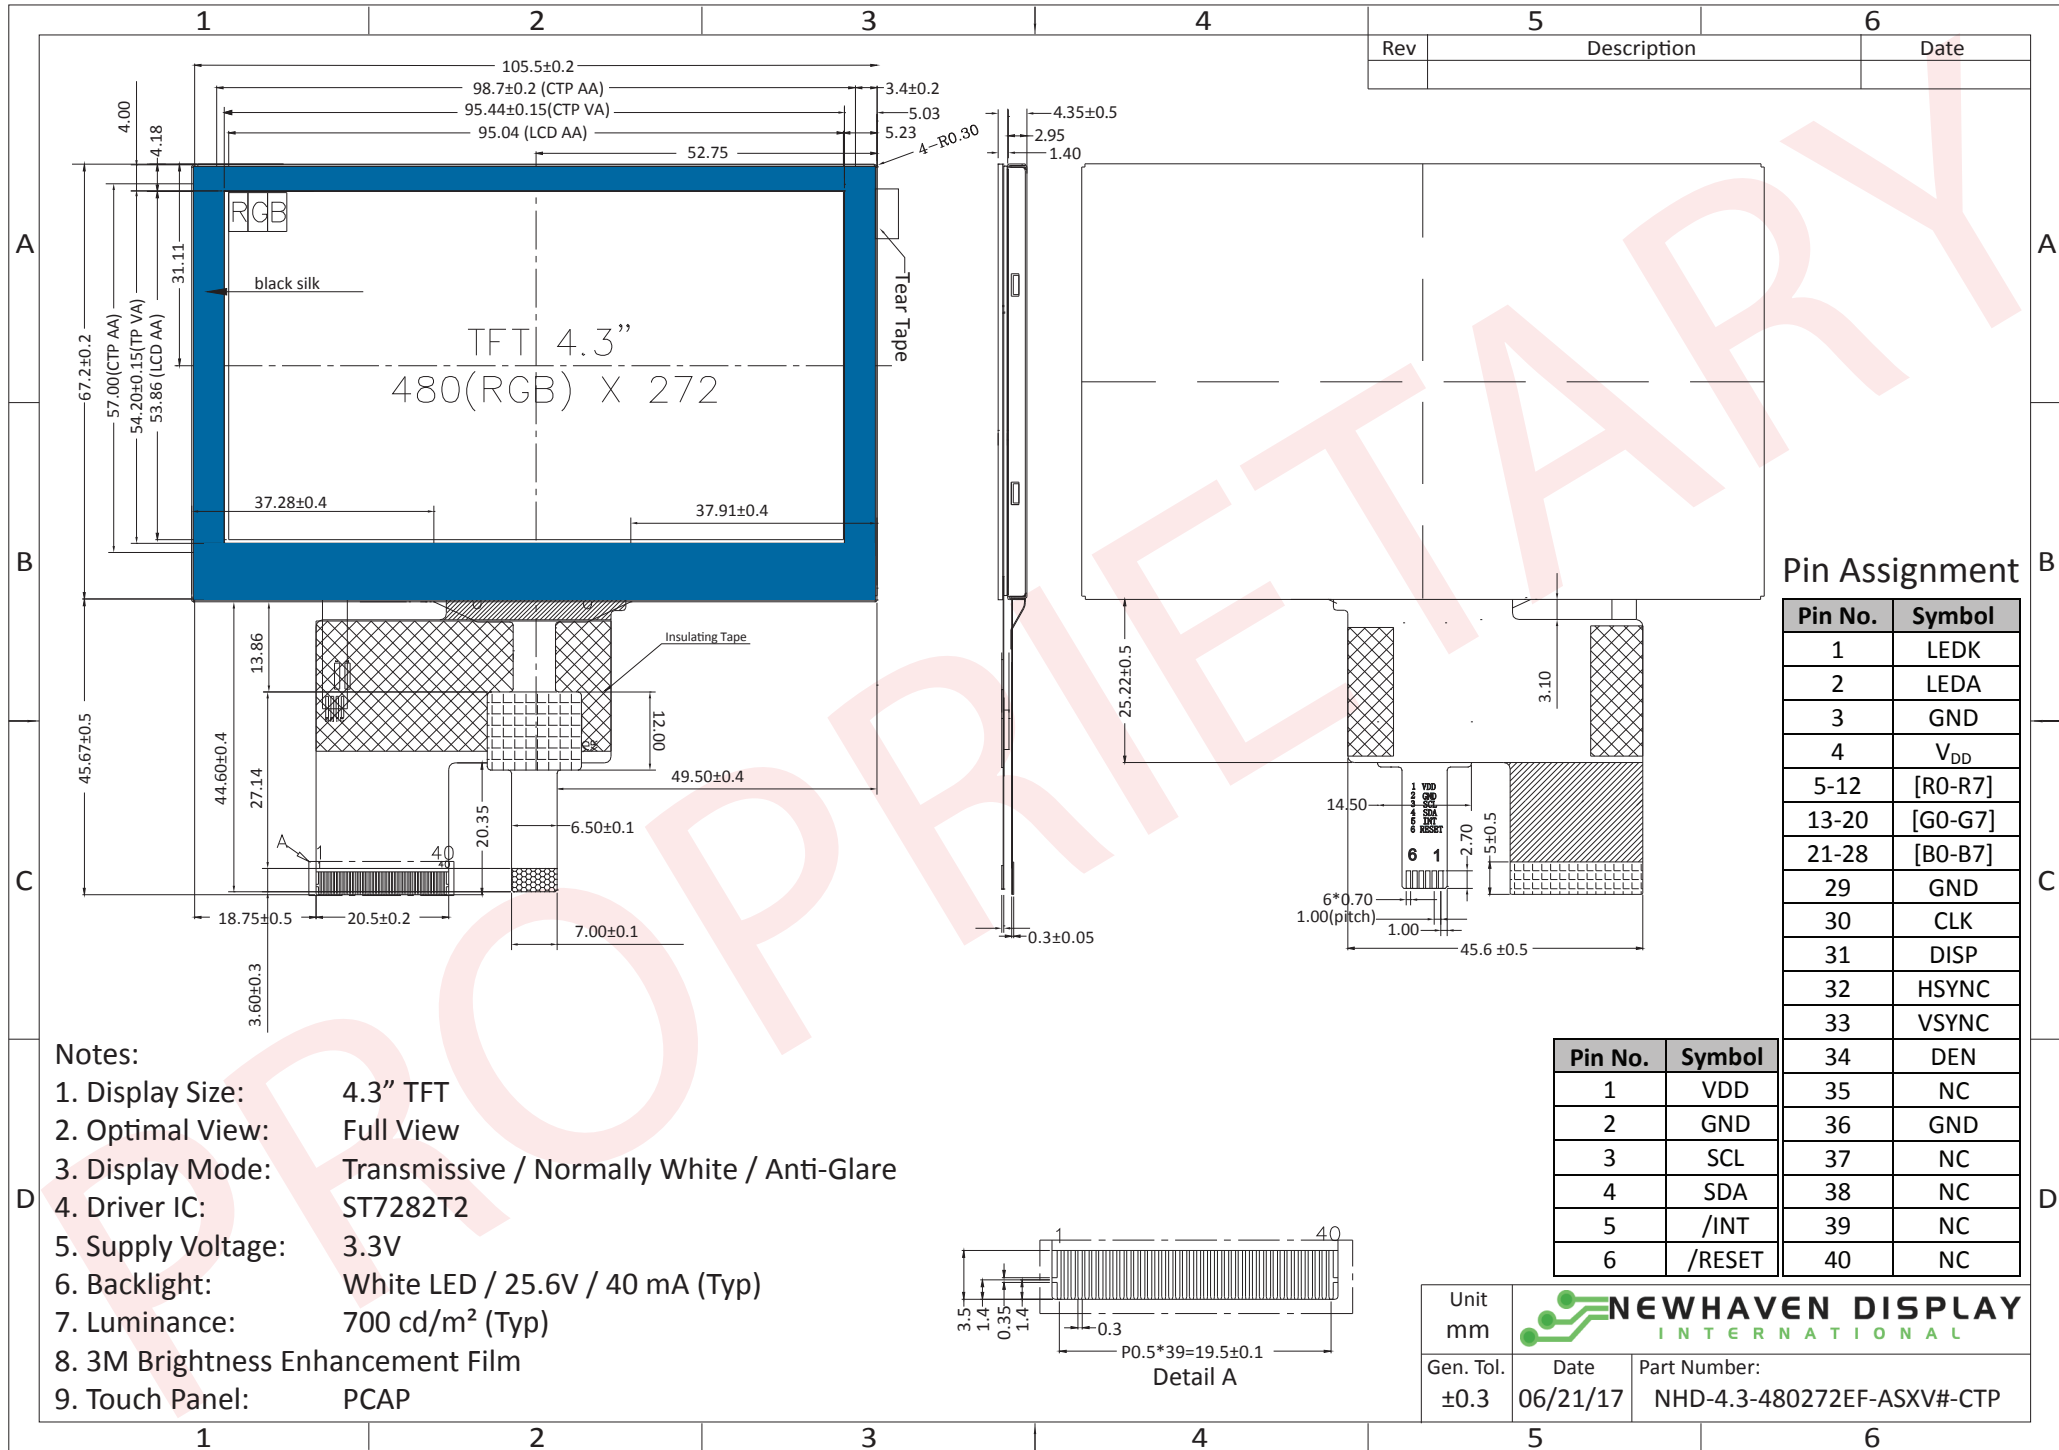 1 2 3 4 5 6
Rev Description Date
A A
B B
C C
D D
105.5±0.2
98.7±0.2 (CTP AA)
3.4±0.2
95.44±0.15(CTP VA)
5.03
95.04 (LCD AA)
5.23
52.75
4-R0.30
4.00
4.18
31.11
67.2±0.2
57.00(CTP AA)
54.20±0.15(TP VA)
53.86 (LCD AA)
RGB
black silk
TFT 4.3”
480(RGB) X 272
Tear Tape
37.28±0.4
37.91±0.4
4.35±0.5
2.95
1.40
Insulating Tape
13.86
45.67±0.5
44.60±0.4
27.14
12.00
49.50±0.4
20.35
6.50±0.1
A
1 40
40
18.75±0.5
20.5±0.2
7.00±0.1
3.60±0.3
0.3±0.05
25.22±0.5
3.10
14.50
1 VDD
2 GND
3 SCL
4 SDA
5 INT
6 RESET
6 1
2.70
5±0.5
6*0.70
1.00(pitch)
1.00
45.6 ±0.5
Pin Assignment
Pin No. Symbol
1 LEDK
2 LEDA
3 GND
4 VDD
5-12 [R0-R7]
13-20 [G0-G7]
21-28 [B0-B7]
29 GND
30 CLK
31 DISP
32 HSYNC
33 VSYNC
34 DEN
35 NC
36 GND
37 NC
38 NC
39 NC
40 NC
Pin No. Symbol
1 VDD
2 GND
3 SCL
4 SDA
5 /INT
6 /RESET
Notes:
1. Display Size: 4.3” TFT
2. Optimal View: Full View
3. Display Mode: Transmissive / Normally White / Anti-Glare
4. Driver IC: ST7282T2
5. Supply Voltage: 3.3V
6. Backlight: White LED / 25.6V / 40 mA (Typ)
7. Luminance: 700 cd/m² (Typ)
8. 3M Brightness Enhancement Film
9. Touch Panel: PCAP
1 40
3.5
1.4
0.35
1.4
0.3
P0.5*39=19.5±0.1
Detail A
Unit
mm
NEWHAVEN DISPLAY
INTERNATIONAL
Gen. Tol.
±0.3
Date
06/21/17
Part Number:
NHD-4.3-480272EF-ASXV#-CTP
PROPRIETARY
1 2 3 4 5 6